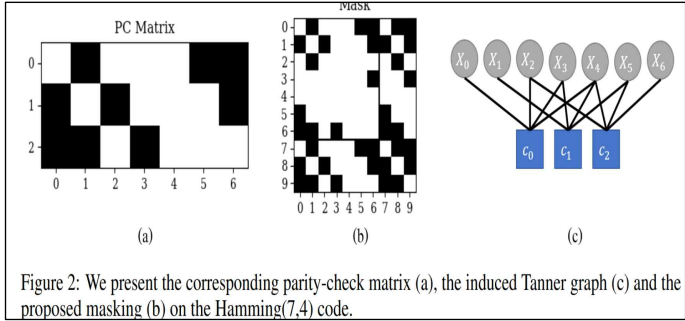 Mask
PC Matrix
0
1
2
0 1 2 3 4 5 6
(a)
0
1
2
3
5
6
7
8
9
0 1 2 3 4 5 6 7 8 9
(b)
X0 X1 X2 X3 X4 X5 X6
c0 c1 c2
(c)
Figure 2: We present the corresponding parity-check matrix (a), the induced Tanner graph (c) and the
proposed masking (b) on the Hamming(7,4) code.